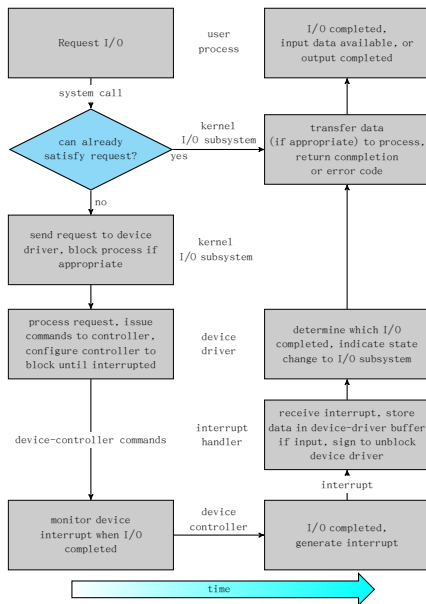 Request I/O
user
process
I/O completed,
input data available, or
output completed
system call
can already
satisfy request?
yes
no
kernel
I/O subsystem
transfer data
(if appropriate) to process,
return conmpletion
or error code
send request to device
driver, block process if
appropriate
kernel
I/O subsystem
process request, issue
commands to controller,
configure controller to
block until interrupted
device
driver
determine which I/O
completed, indicate state
change to I/O subsystem
device-controller commands
interrupt
handler
receive interrupt, store
data in device-driver buffer
if input, sign to unblock
device driver
interrupt
monitor device
interrupt when I/O
completed
device
controller
I/O completed,
generate interrupt
time